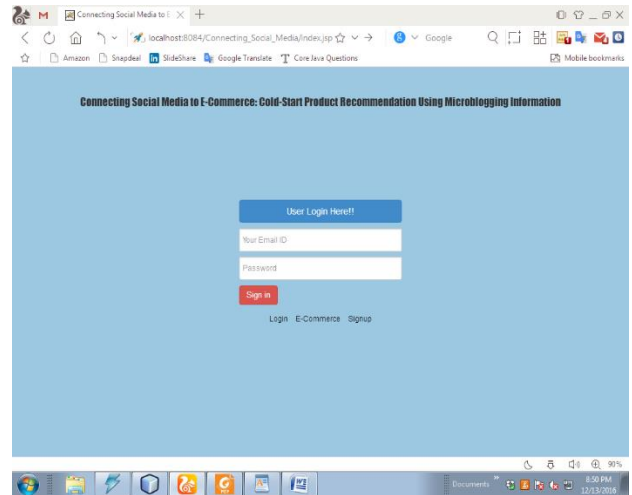 Connecting Social Media to E
localhost:8084/Connecting_Social_Media/index.jsp
Google
Amazon Snapdeal SlideShare Google Translate Core Java Questions Mobile bookmarks
Connecting Social Media to E-Commerce: Cold-Start Product Recommendation Using Microblogging Information
User Login Here!!
Your Email ID
Password
Sign in
Login E-Commerce Signup
90%
Documents
8:50 PM
12/13/2016